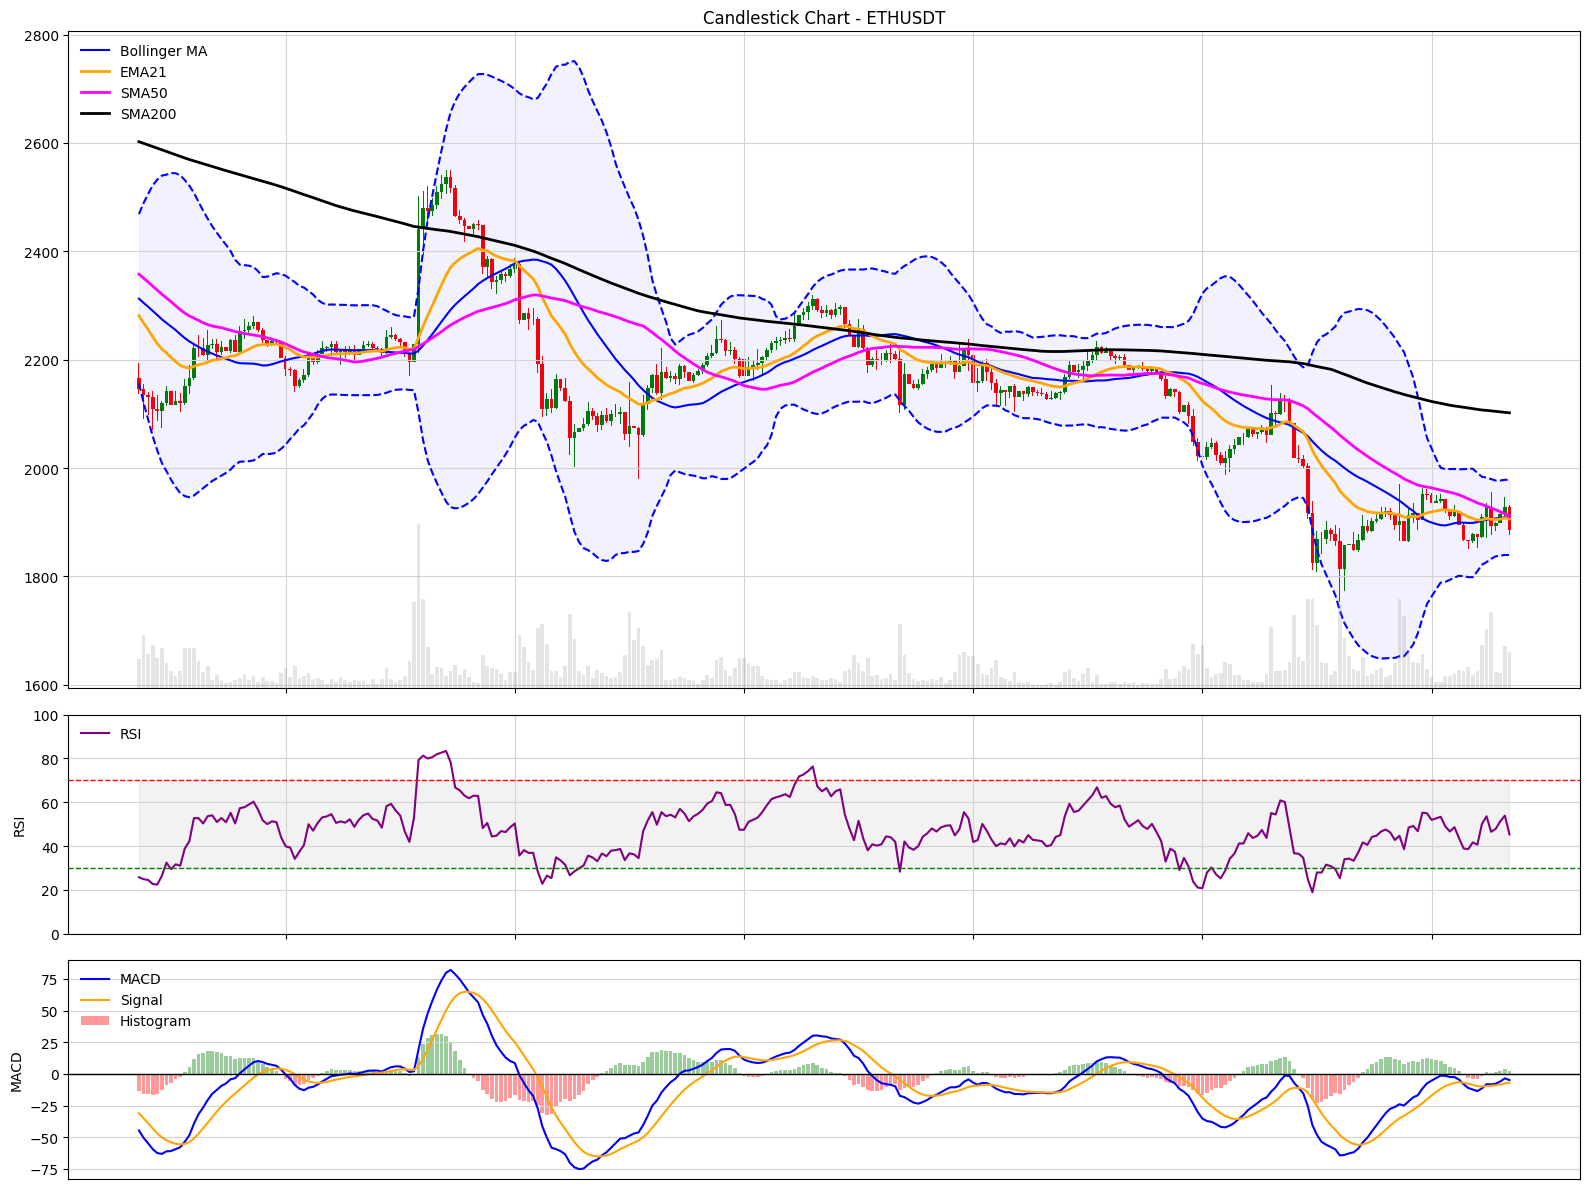 Candlestick Chart - ETHUSDT
2800
2600
2400
2200
2000
1800
1600
Bollinger MA
EMA21
SMA50
SMA200
100
80
60
40
20
0
RSI
RSI
75
50
25
0
−25
−50
−75
MACD
MACD
Signal
Histogram